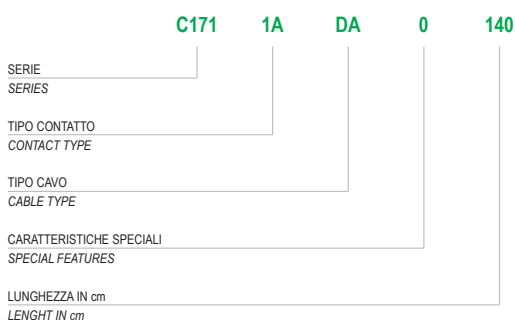 C171 1A DA 0 140
SERIE
SERIES
TIPO CONTATTO
CONTACT TYPE
TIPO CAVO
CABLE TYPE
CARATTERISTICHE SPECIALI
SPECIAL FEATURES
LUNGHEZZA IN cm
LENGHT IN cm